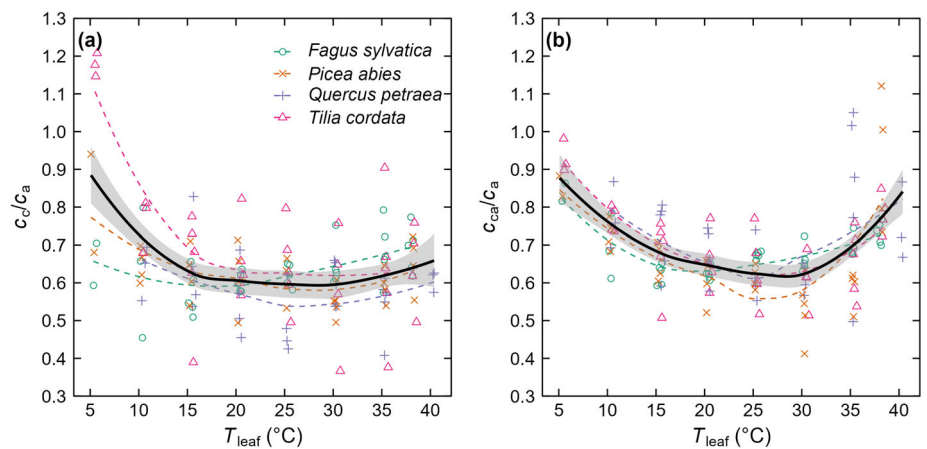 (a)
Fagus sylvatica
Picea abies
Quercus petraea
Tilia cordata
1.3
1.2
1.1
1.0
0.9
0.8
0.7
0.6
0.5
0.4
0.3
cc/ca
5 10 15 20 25 30 35 40
Tleaf (°C)
(b)
1.3
1.2
1.1
1.0
0.9
0.8
0.7
0.6
0.5
0.4
0.3
cca/ca
5 10 15 20 25 30 35 40
Tleaf (°C)